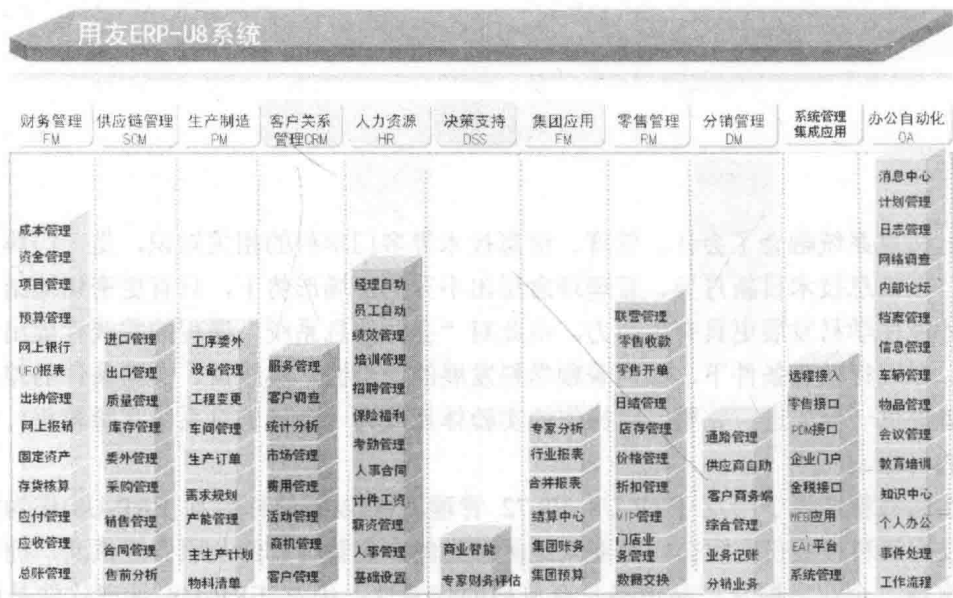 用友ERP-U8系统
财务管理
FM
成本管理
资金管理
项目管理
预算管理
网上银行
UFO报表
出纳管理
网上报销
固定资产
存货核算
应付管理
应收管理
总账管理
供应链管理
SCM
进口管理
出口管理
质量管理
库存管理
委外管理
采购管理
销售管理
合同管理
售前分析
生产制造
PM
工序委外
设备管理
工程变更
车间管理
生产订单
需求规划
产能管理
主生产计划
物料清单
客户关系
管理CRM
服务管理
客户调查
统计分析
市场管理
费用管理
活动管理
商机管理
客户管理
人力资源
HR
经理自助
员工自助
绩效管理
培训管理
招聘管理
保险福利
考勤管理
人事合同
计件工资
薪资管理
人事管理
基础设置
决策支持
DSS
商业智能
专家财务评估
集团应用
FM
专家分析
行业报表
合并报表
结算中心
集团账务
集团预算
零售管理
RM
联营管理
零售收款
零售开单
日结管理
店存管理
价格管理
折扣管理
VIP管理
门店业
务管理
数据交换
分销管理
DM
通路管理
供应商自助
客户商务端
综合管理
业务记账
分销业务
系统管理
集成应用
远程接入
零售接口
PDM接口
企业门户
金税接口
WEB应用
EAI平台
系统管理
办公自动化
OA
消息中心
计划管理
日志管理
网络调查
内部论坛
档案管理
信息管理
车辆管理
物品管理
会议管理
教育培训
知识中心
个人办公
事件处理
工作流程